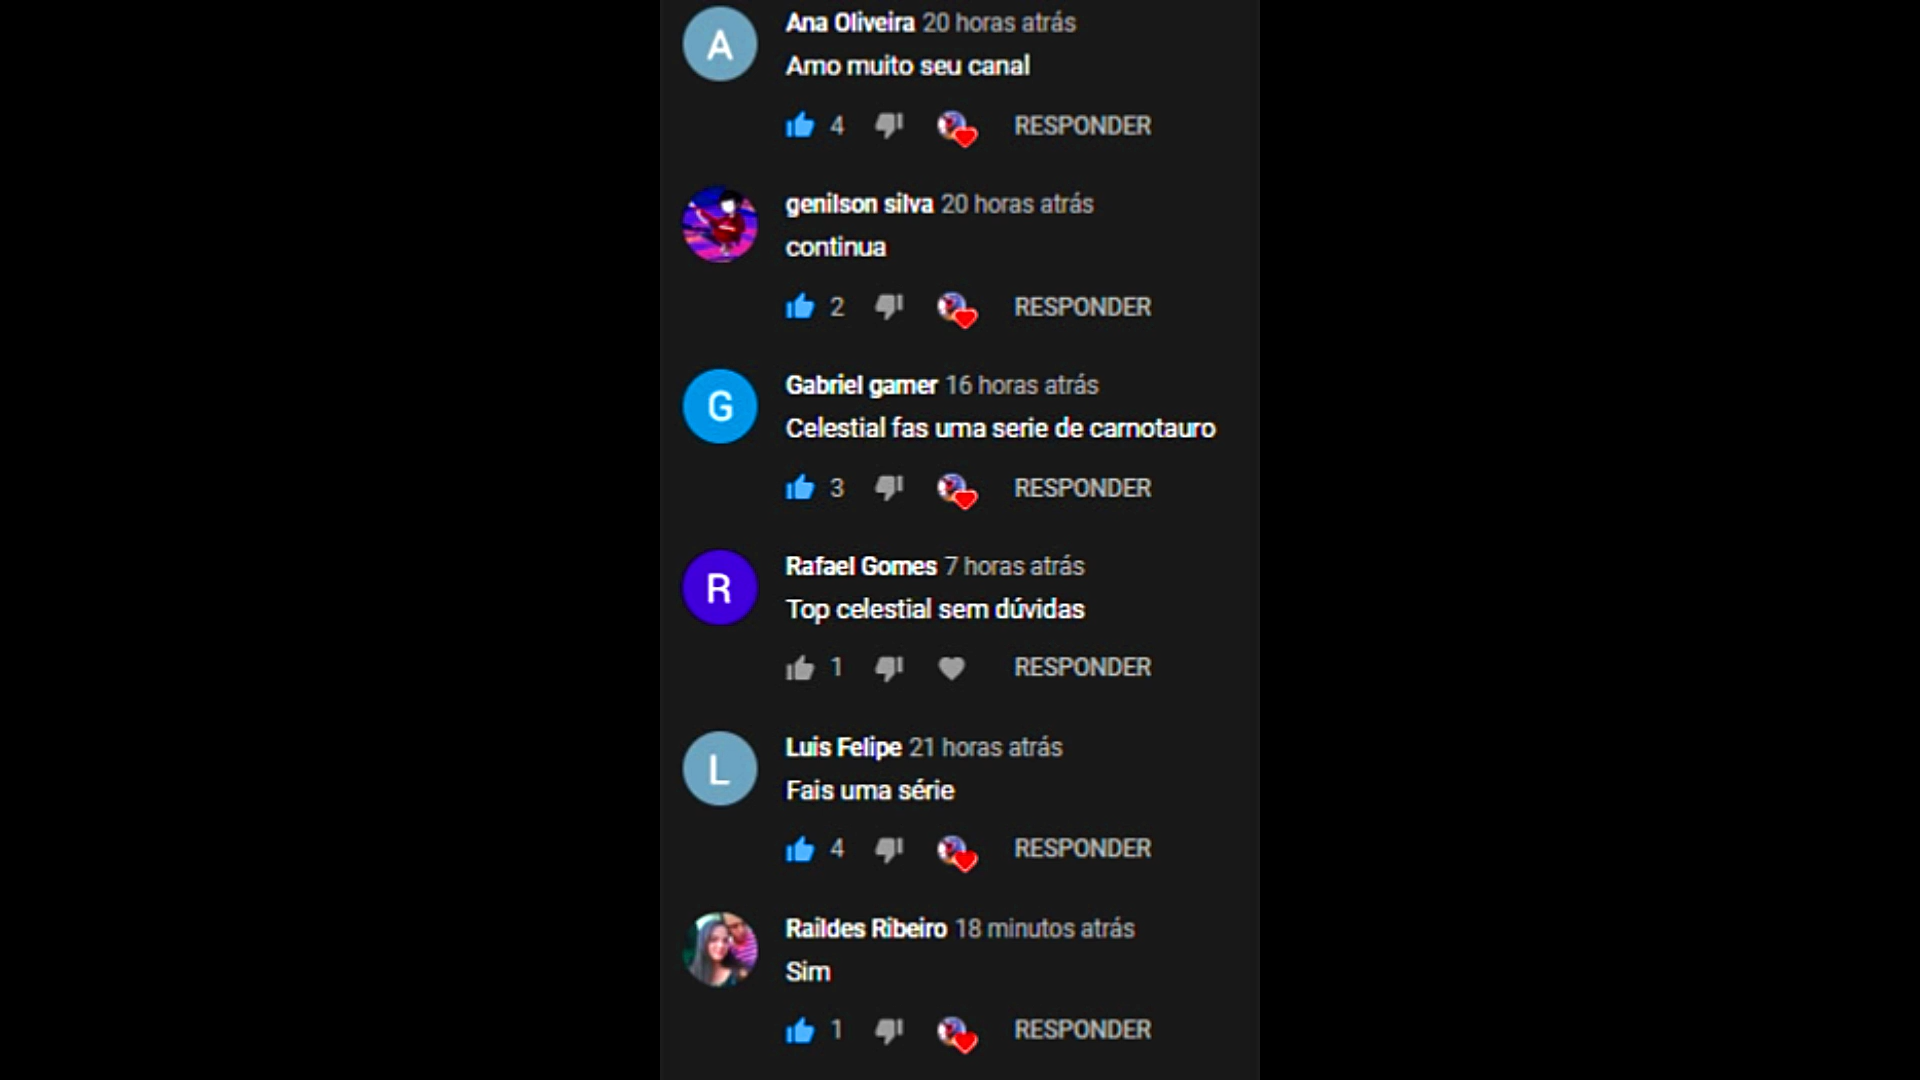 A
Ana Oliveira 20 horas atrás
Amo muito seu canal
4 RESPONDER
genilson silva 20 horas atrás
continua
2 RESPONDER
G
Gabriel gamer 16 horas atrás
Celestial fas uma serie de carnotauro
3 RESPONDER
R
Rafael Gomes 7 horas atrás
Top celestial sem dúvidas
1 RESPONDER
L
Luis Felipe 21 horas atrás
Fais uma série
4 RESPONDER
Raildes Ribeiro 18 minutos atrás
Sim
1 RESPONDER